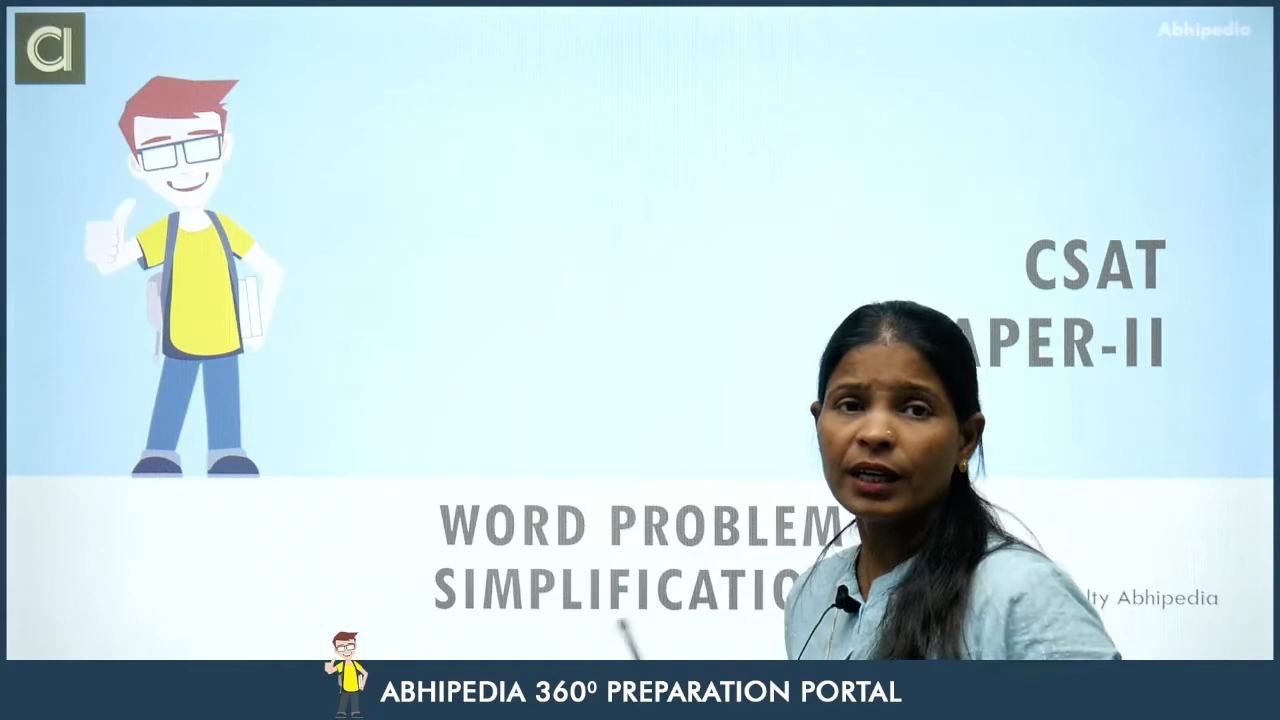 Abhipedia
CSAT
APER-II
WORD PROBLEM
SIMPLIFICATIO
lty Abhipedia
ABHIPEDIA 360⁰ PREPARATION PORTAL